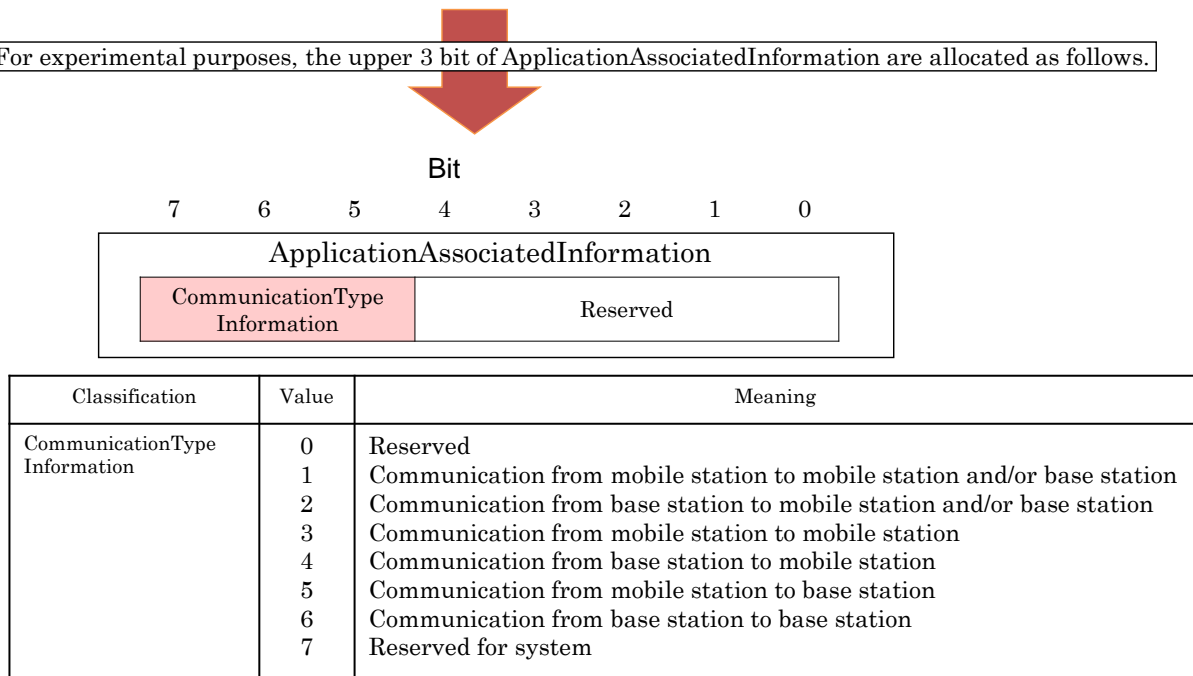 For experimental purposes, the upper 3 bit of ApplicationAssociatedInformation are allocated as follows.
Bit
7 6 5 4 3 2 1 0
ApplicationAssociatedInformation
CommunicationType
Information
Reserved
Classification Value Meaning
CommunicationType
Information
0 Reserved
1 Communication from mobile station to mobile station and/or base station
2 Communication from base station to mobile station and/or base station
3 Communication from mobile station to mobile station
4 Communication from base station to mobile station
5 Communication from mobile station to base station
6 Communication from base station to base station
7 Reserved for system